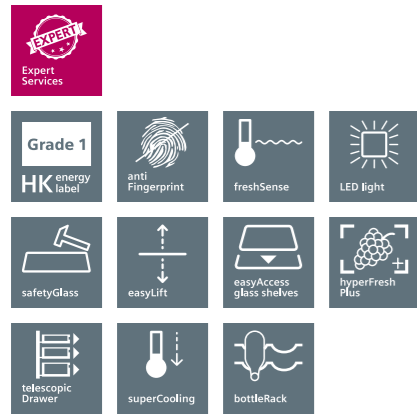 EXPERT
Expert
Services
Grade 1
HK energy
label
anti
Fingerprint
freshSense
LED light
safetyGlass
easyLift
easyAccess
glass shelves
hyperFresh
Plus
telescopic
Drawer
superCooling
bottleRack